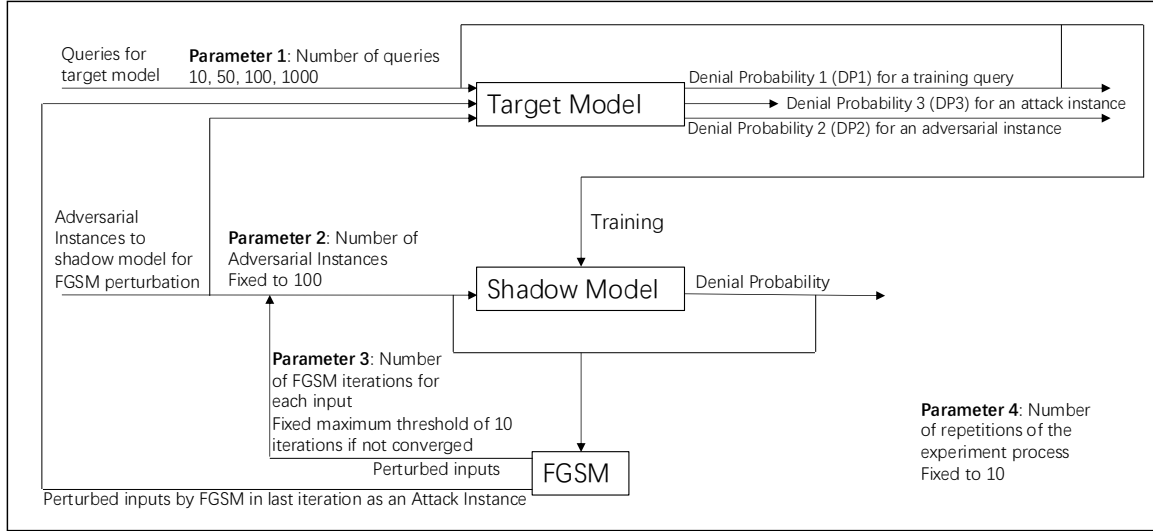 Queries for
target model
Parameter 1: Number of queries
10, 50, 100, 1000
Target Model
Denial Probability 1 (DP1) for a training query
Denial Probability 3 (DP3) for an attack instance
Denial Probability 2 (DP2) for an adversarial instance
Training
Adversarial
Instances to
shadow model for
FGSM perturbation
Parameter 2: Number of
Adversarial Instances
Fixed to 100
Shadow Model
Denial Probability
Parameter 3: Number
of FGSM iterations for
each input
Fixed maximum threshold of 10
iterations if not converged
Perturbed inputs
FGSM
Perturbed inputs by FGSM in last iteration as an Attack Instance
Parameter 4: Number
of repetitions of the
experiment process
Fixed to 10